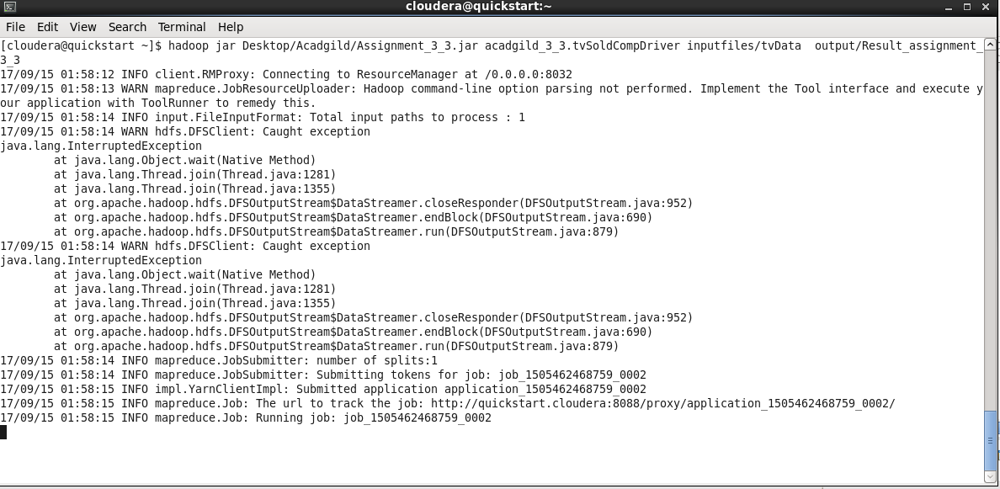 cloudera@quickstart:~
File Edit View Search Terminal Help
[cloudera@quickstart ~]$ hadoop jar Desktop/Acadgild/Assignment_3_3.jar acadgild_3_3.tvSoldCompDriver inputfiles/tvData  output/Result_assignment_
3_3
17/09/15 01:58:12 INFO client.RMProxy: Connecting to ResourceManager at /0.0.0.0:8032
17/09/15 01:58:13 WARN mapreduce.JobResourceUploader: Hadoop command-line option parsing not performed. Implement the Tool interface and execute y
our application with ToolRunner to remedy this.
17/09/15 01:58:14 INFO input.FileInputFormat: Total input paths to process : 1
17/09/15 01:58:14 WARN hdfs.DFSClient: Caught exception
java.lang.InterruptedException
        at java.lang.Object.wait(Native Method)
        at java.lang.Thread.join(Thread.java:1281)
        at java.lang.Thread.join(Thread.java:1355)
        at org.apache.hadoop.hdfs.DFSOutputStream$DataStreamer.closeResponder(DFSOutputStream.java:952)
        at org.apache.hadoop.hdfs.DFSOutputStream$DataStreamer.endBlock(DFSOutputStream.java:690)
        at org.apache.hadoop.hdfs.DFSOutputStream$DataStreamer.run(DFSOutputStream.java:879)
17/09/15 01:58:14 WARN hdfs.DFSClient: Caught exception
java.lang.InterruptedException
        at java.lang.Object.wait(Native Method)
        at java.lang.Thread.join(Thread.java:1281)
        at java.lang.Thread.join(Thread.java:1355)
        at org.apache.hadoop.hdfs.DFSOutputStream$DataStreamer.closeResponder(DFSOutputStream.java:952)
        at org.apache.hadoop.hdfs.DFSOutputStream$DataStreamer.endBlock(DFSOutputStream.java:690)
        at org.apache.hadoop.hdfs.DFSOutputStream$DataStreamer.run(DFSOutputStream.java:879)
17/09/15 01:58:14 INFO mapreduce.JobSubmitter: number of splits:1
17/09/15 01:58:14 INFO mapreduce.JobSubmitter: Submitting tokens for job: job_1505462468759_0002
17/09/15 01:58:15 INFO impl.YarnClientImpl: Submitted application application_1505462468759_0002
17/09/15 01:58:15 INFO mapreduce.Job: The url to track the job: http://quickstart.cloudera:8088/proxy/application_1505462468759_0002/
17/09/15 01:58:15 INFO mapreduce.Job: Running job: job_1505462468759_0002